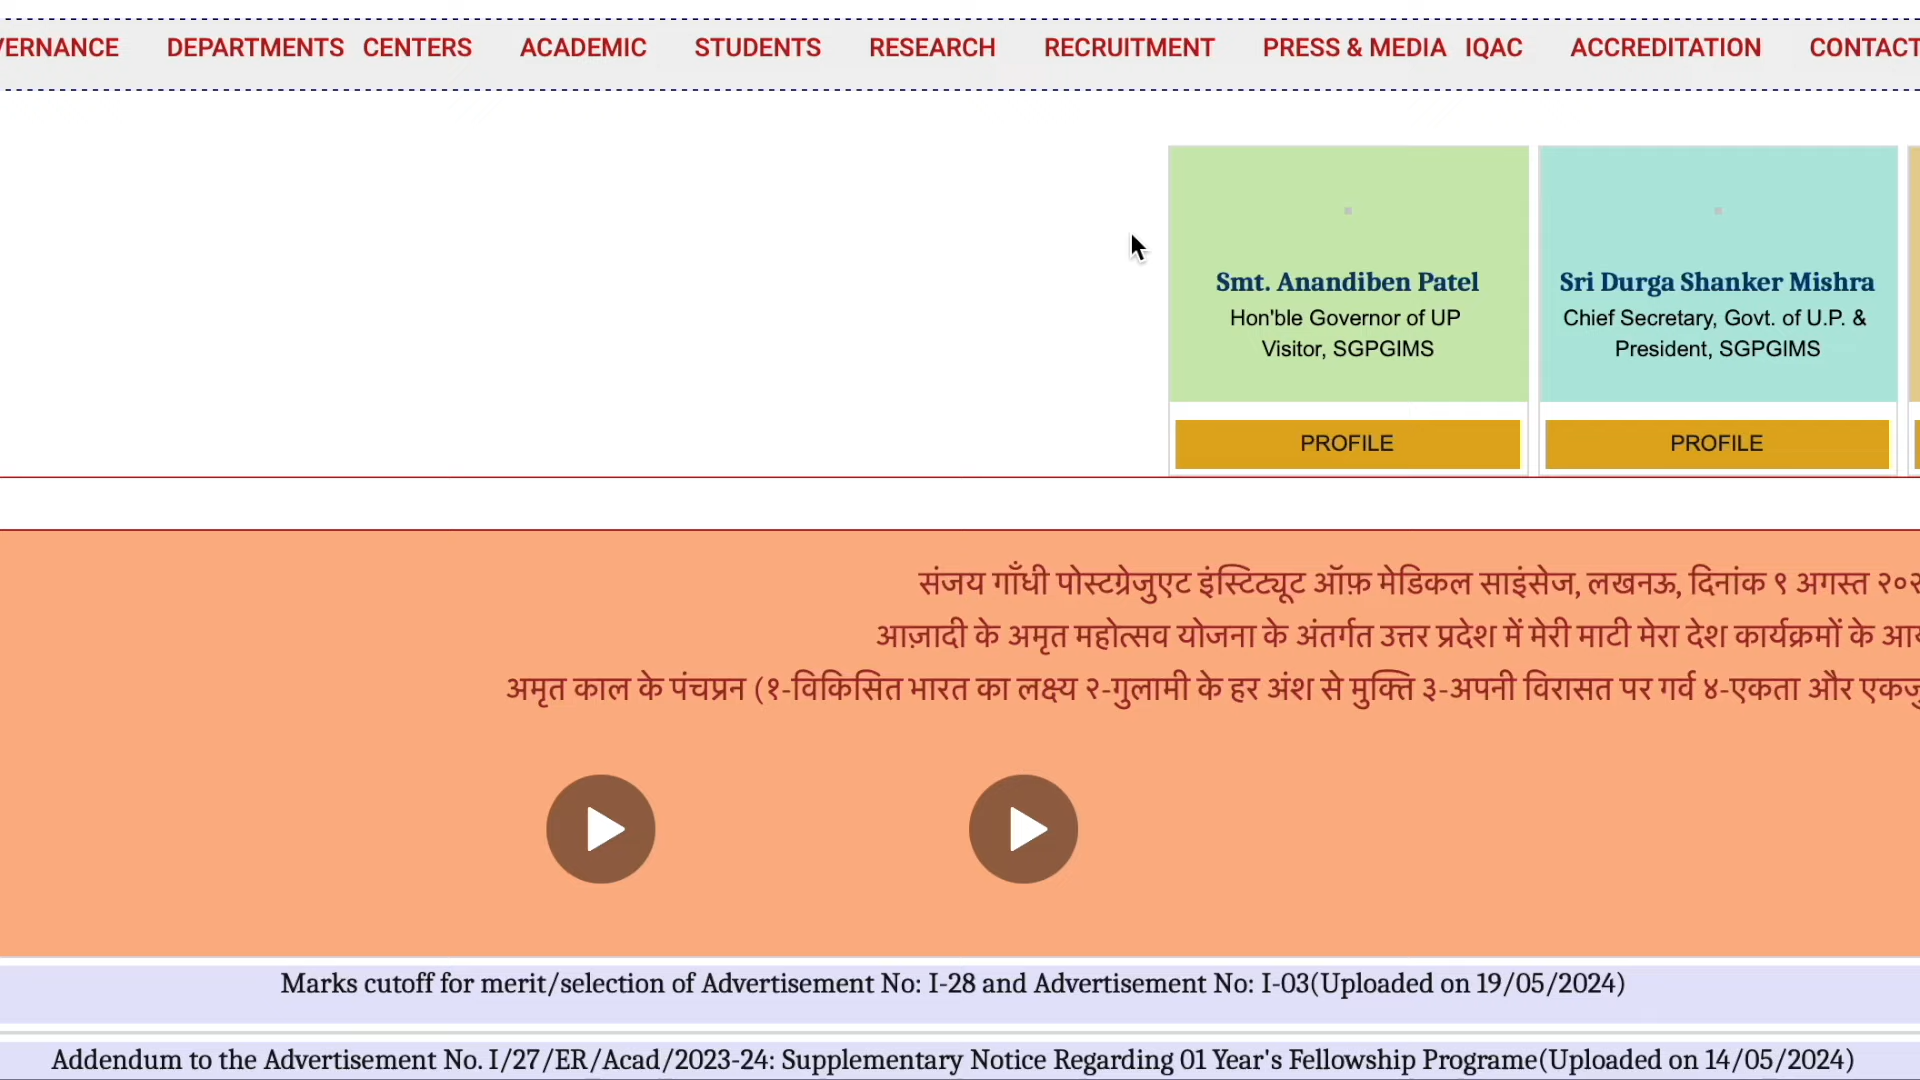 DEPARTMENTS CENTERS ACADEMIC STUDENTS RESEARCH RECRUITMENT PRESS & MEDIA IQAC ACCREDITATION CONTACT
Smt. Anandiben Patel
Hon'ble Governor of UP
Visitor, SGPGIMS
PROFILE
Sri Durga Shanker Mishra
Chief Secretary, Govt. of U.P. &
President, SGPGIMS
PROFILE
संजय गाँधी पोस्टग्रेजुएट इंस्टिट्यूट ऑफ़ मेडिकल साइंसेज, लखनऊ, दिनांक ९ अगस्त
आज़ादी के अमृत महोत्सव योजना के अंतर्गत उत्तर प्रदेश में मेरी माटी मेरा देश कार्यक्रमों के
अमृत काल के पंचप्रन (१-विकिसित भारत का लक्ष्य २-गुलामी के हर अंश से मुक्ति ३-अपनी विरासत पर गर्व ४-एकता और
Marks cutoff for merit/selection of Advertisement No: I-28 and Advertisement No: I-03(Uploaded on 19/05/2024)
Addendum to the Advertisement No. I/27/ER/Acad/2023-24: Supplementary Notice Regarding 01 Year's Fellowship Programe(Uploaded on 14/05/2024)